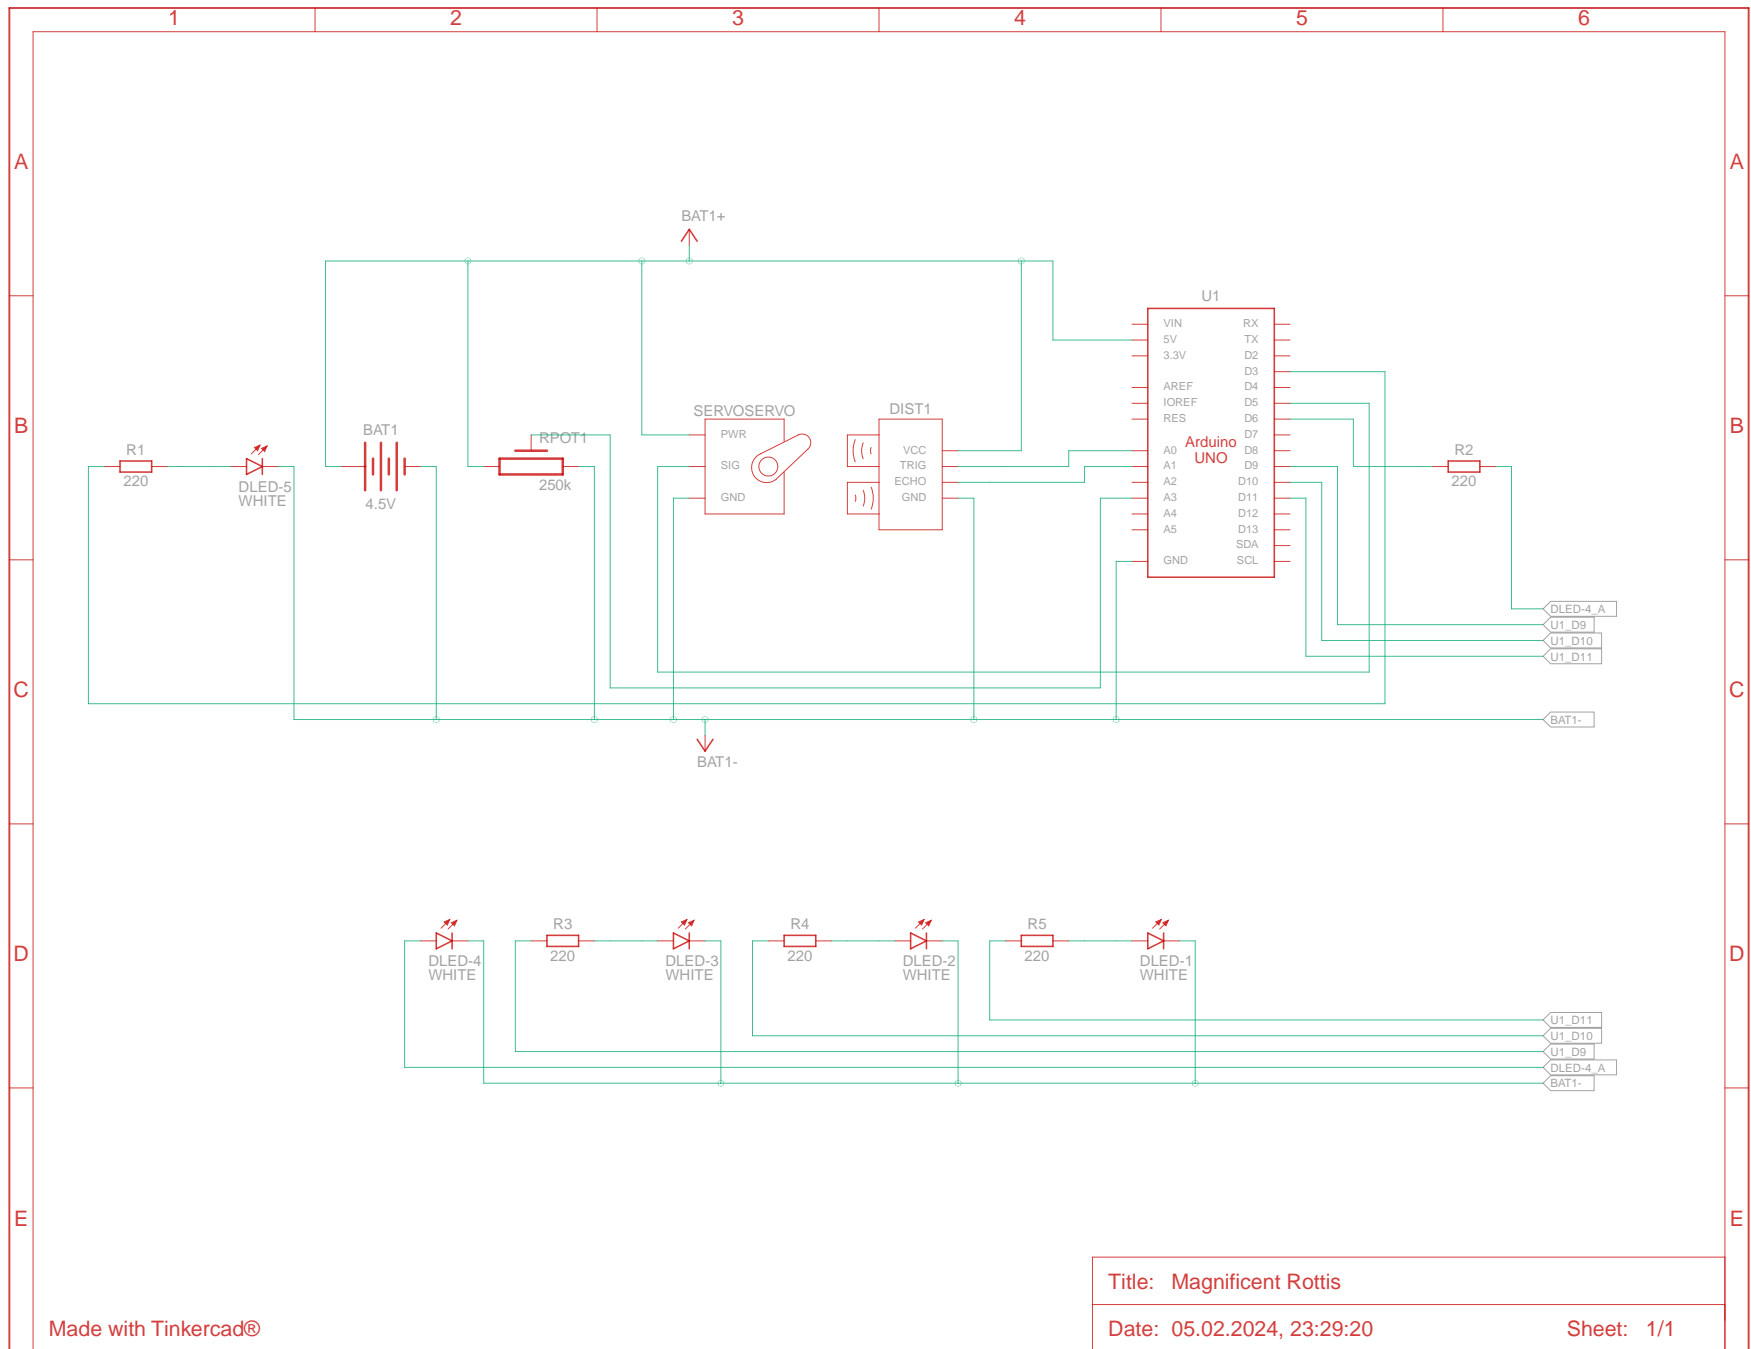 1 2 3 4 5 6
A A
BAT1+
U1
VIN RX
5V TX
3.3V D2
D3
AREF D4
IOREF D5
RES D6
D7
D8
A0 D9
A1 D10
A2 D11
A3 D12
A4 D13
A5 SDA
GND SCL
Arduino
UNO
B B
R1
220
DLED-5
WHITE
BAT1
4.5V
RPOT1
250k
SERVOSERVO
PWR
SIG
GND
DIST1
VCC
TRIG
ECHO
GND
R2
220
DLED-4_A
U1_D9
U1_D10
U1_D11
C C
BAT1-
BAT1-
D D
DLED-4
WHITE
R3
220
DLED-3
WHITE
R4
220
DLED-2
WHITE
R5
220
DLED-1
WHITE
U1_D11
U1_D10
U1_D9
DLED-4_A
BAT1-
E E
Title: Magnificent Rottis
Made with Tinkercad®
Date: 05.02.2024, 23:29:20 Sheet: 1/1